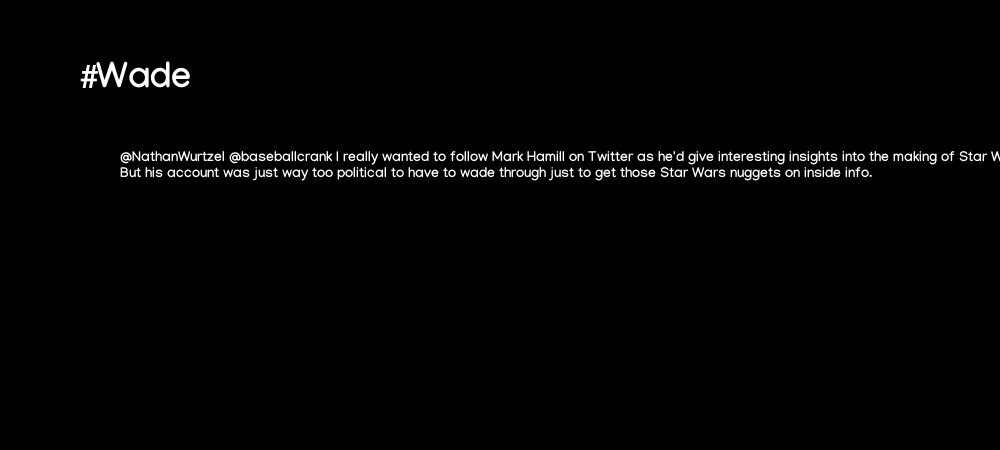 #Wade
@NathanWurtzel @baseballcrank I really wanted to follow Mark Hamill on Twitter as he'd give interesting insights into the making of Star
But his account was just way too political to have to wade through just to get those Star Wars nuggets on inside info.